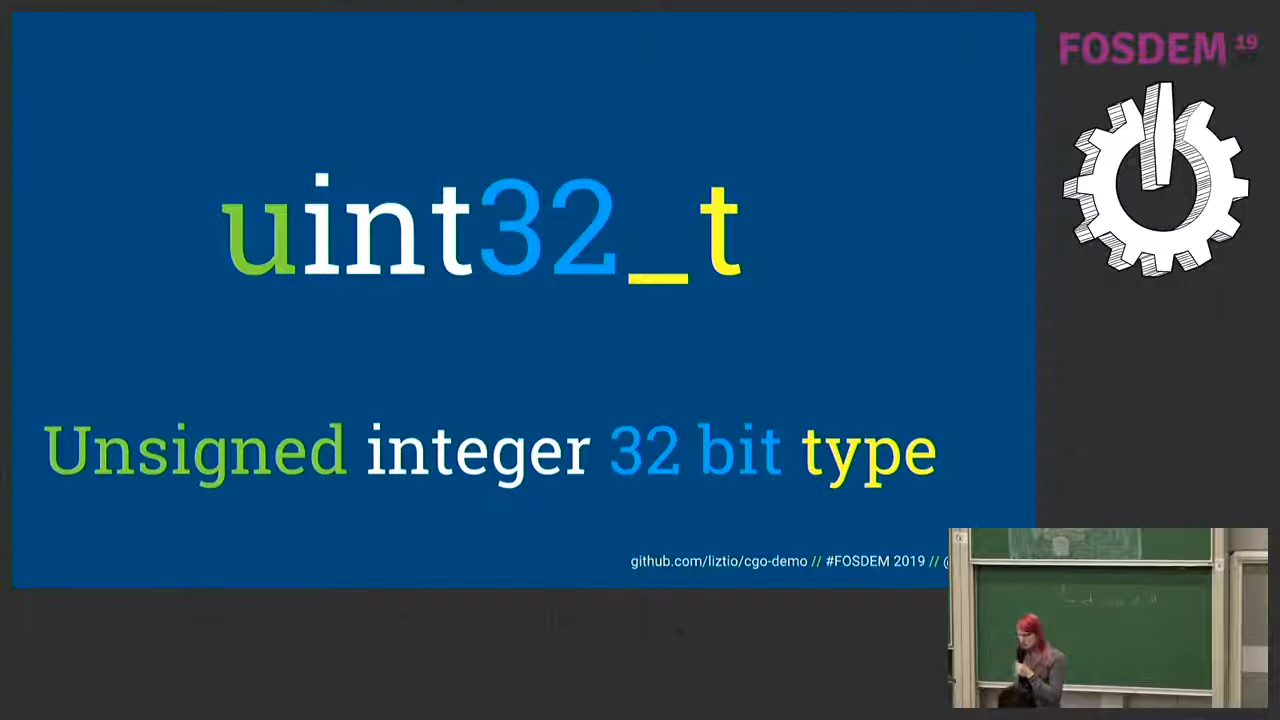 FOSDEM 19
uint32_t
Unsigned integer 32 bit type
github.com/liztio/cgo-demo // #FOSDEM 2019 // @